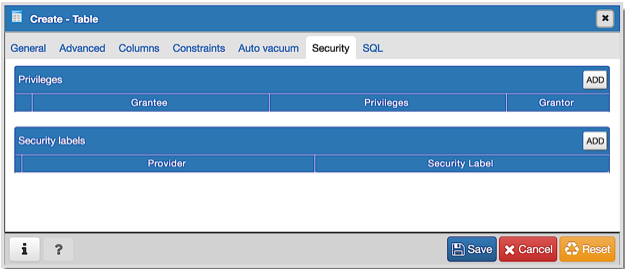 Create - Table
General Advanced Columns Constraints Auto vacuum Security SQL
Privileges ADD
Grantee Privileges Grantor
Security labels ADD
Provider Security Label
i ? Save Cancel Reset